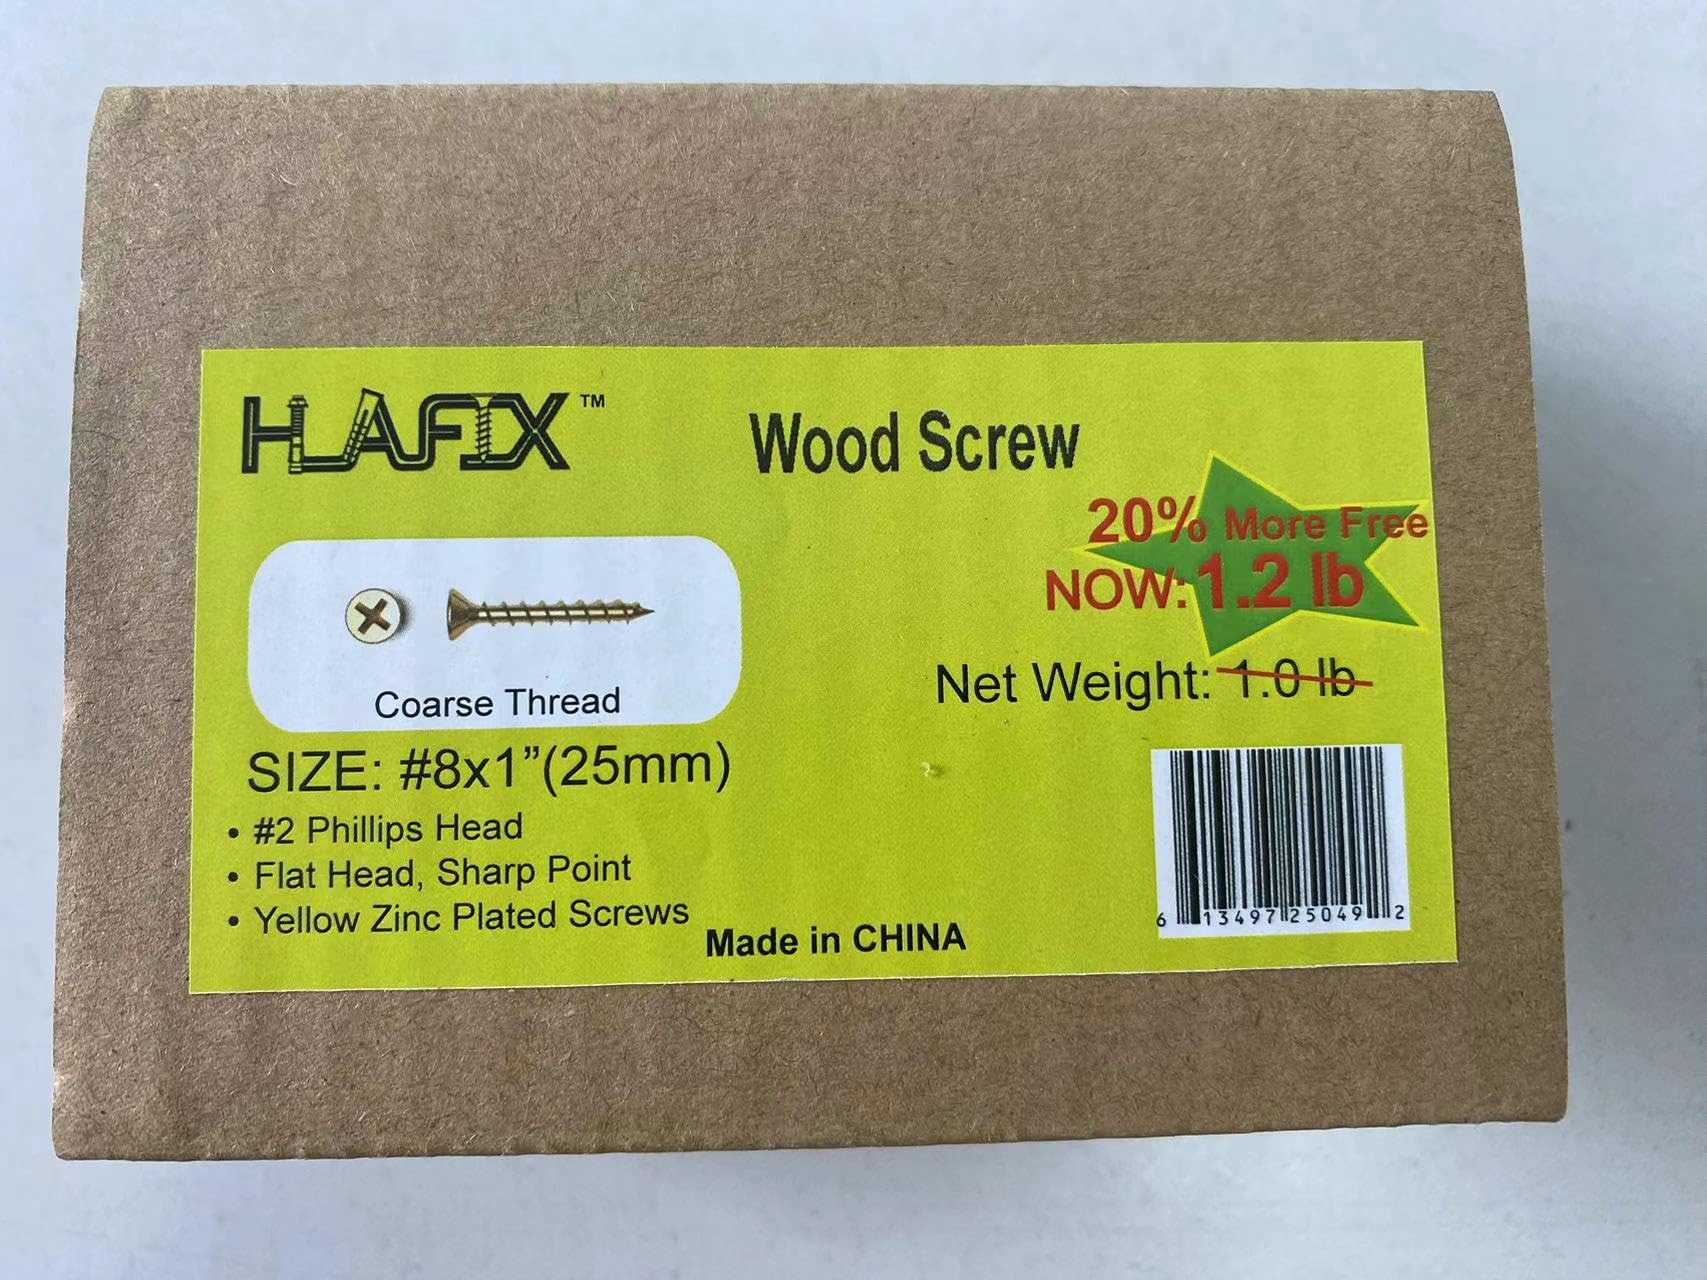 HAFIX™
Wood Screw
20% More Free
NOW: 1.2 lb
Net Weight: 1.0 lb
Coarse Thread
SIZE: #8x1”(25mm)
• #2 Phillips Head
• Flat Head, Sharp Point
• Yellow Zinc Plated Screws
Made in CHINA
6 13497 25049 2